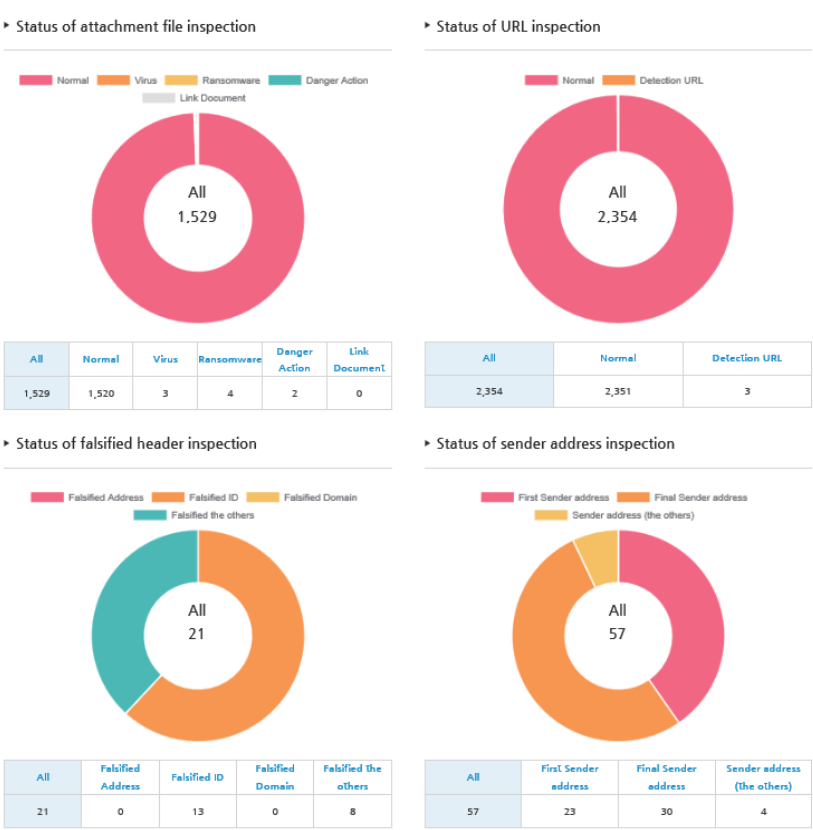 Status of attachment file inspection
Normal Virus Ransomware Danger Action
Link Document
All
1,529
All Normal Virus Ransomware Danger Action Link Document
1,529 1,520 3 4 2 0
Status of URL inspection
Normal Detection URL
All
2,354
All Normal Detection URL
2,354 2,351 3
Status of falsified header inspection
Falsified Address Falsified ID Falsified Domain
Falsified the others
All
21
All Falsified Address Falsified ID Falsified Domain Falsified the others
21 0 13 0 8
Status of sender address inspection
First Sender address Final Sender address
Sender address (the others)
All
57
All First Sender address Final Sender address Sender address (the others)
57 23 30 4